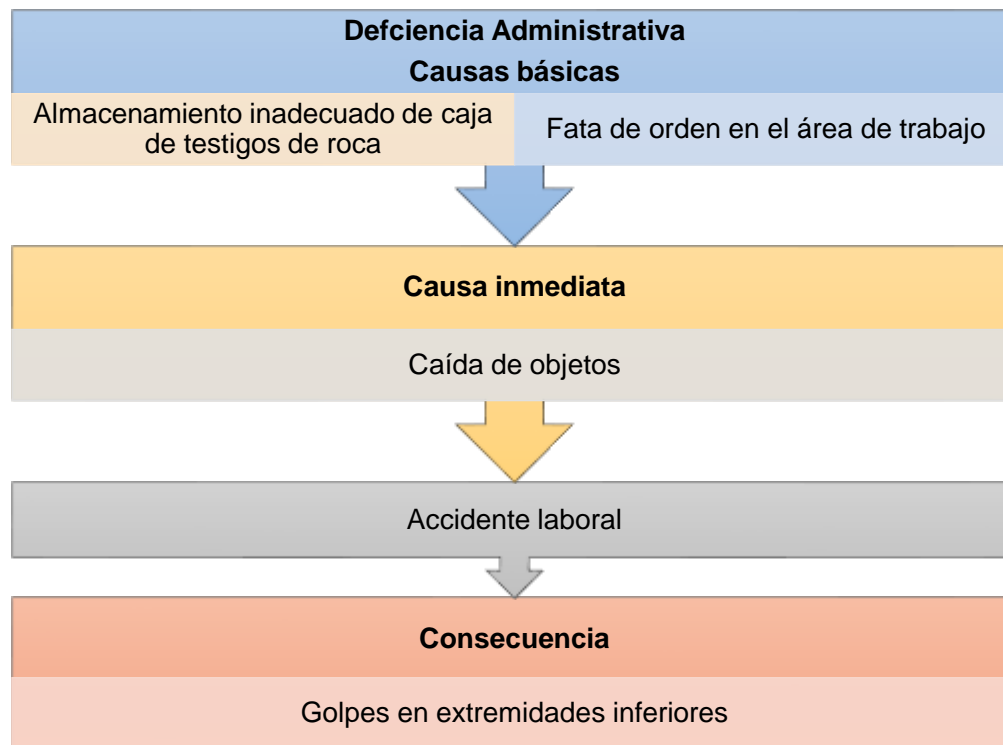 Defciencia Administrativa
Causas básicas
Almacenamiento inadecuado de caja
de testigos de roca
Fata de orden en el área de trabajo
Causa inmediata
Caída de objetos
Accidente laboral
Consecuencia
Golpes en extremidades inferiores